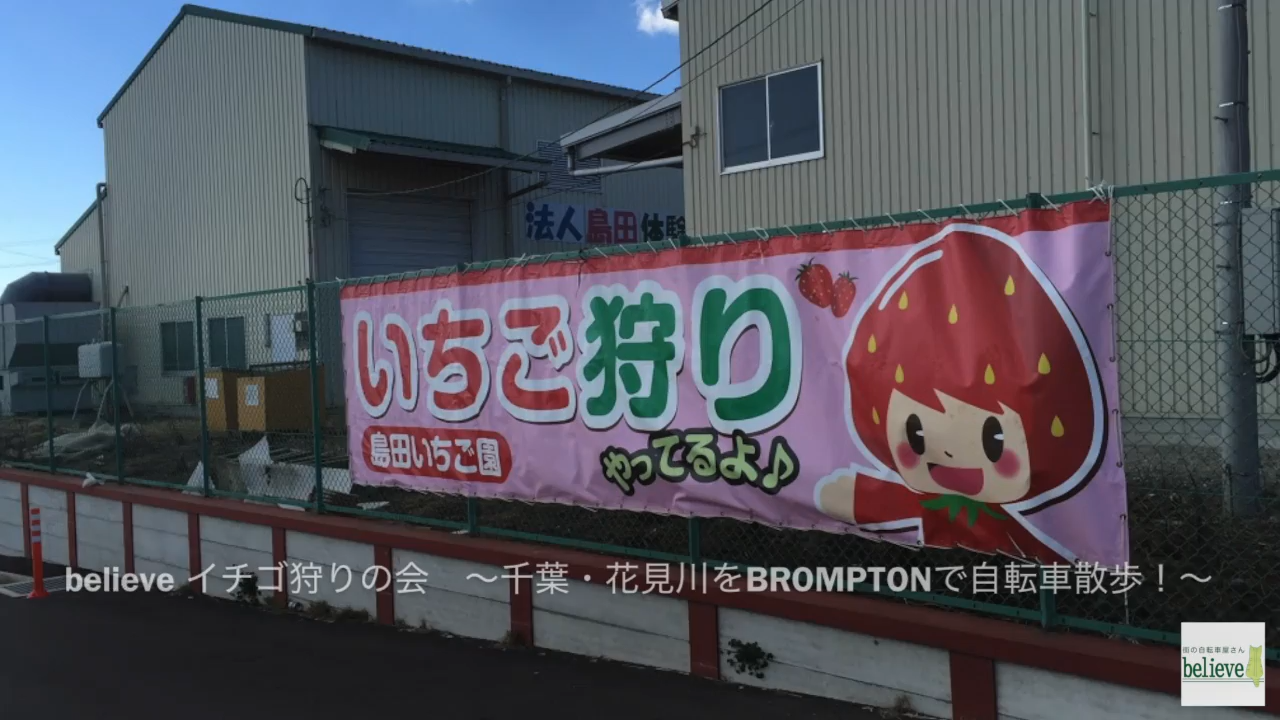 法人島田体験
いちご狩り
島田いちご園
やってるよ♪
believe イチゴ狩りの会 ～千葉・花見川をBROMPTONで自転車散歩！～
街の自転車屋さん
believe